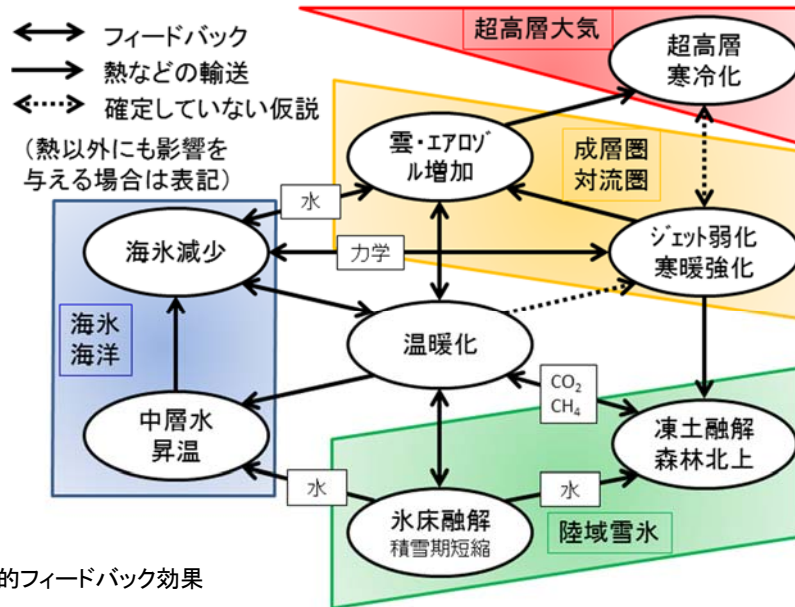 フィードバック
熱などの輸送
確定していない仮説
（熱以外にも影響を
与える場合は表記）
超高層大気
超高層
寒冷化
雲・エアロゾ
ル増加
成層圏
対流圏
水
海氷減少
力学
ジェット弱化
寒暖強化
海氷
海洋
温暖化
CO₂
CH₄
中層水
昇温
凍土融解
森林北上
水
水
氷床融解
積雪期短縮
陸域雪氷
的フィードバック効果